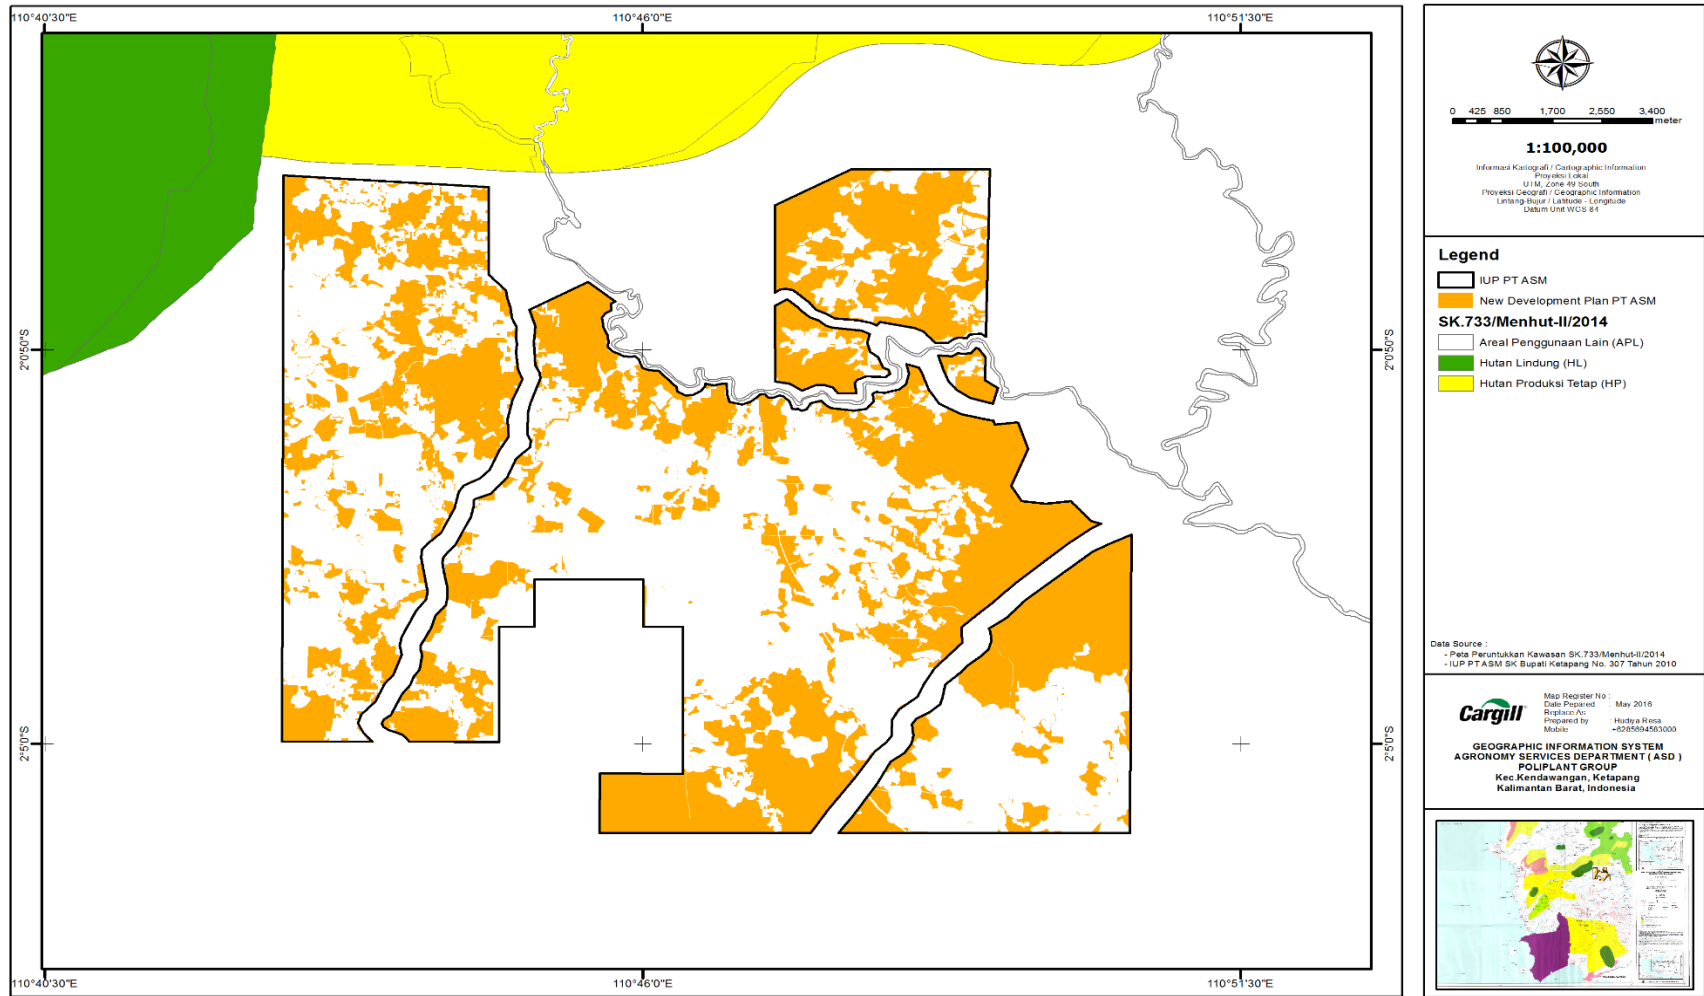 110°40'30"E
110°46'0"E
110°51'30"E
2°0'50"S
2°0'50"S
2°5'0"S
2°5'0"S
110°40'30"E
110°46'0"E
110°51'30"E
0 425 850 1,700 2,550 3,400
meter
1:100,000
Informasi Kartografi / Cartographic Information
Proyeksi Lokal
UTM, Zone 49 South
Proyeksi Geografi / Geographic Information
Lintang-Bujur / Latitude - Longitude
Datum Unit WGS 84
Legend
IUP PT ASM
New Development Plan PT ASM
SK.733/Menhut-II/2014
Areal Penggunaan Lain (APL)
Hutan Lindung (HL)
Hutan Produksi Tetap (HP)
Data Source :
- Peta Peruntukkan Kawasan SK.733/Menhut-II/2014
- IUP PT ASM SK Bupati Ketapang No. 307 Tahun 2010
Cargill
Map Register No :
Date Pepared : May 2016
Replace As
Prepared by : Hudiya Resa
Mobile +6285694583000
GEOGRAPHIC INFORMATION SYSTEM
AGRONOMY SERVICES DEPARTMENT ( ASD )
POLIPLANT GROUP
Kec.Kendawangan, Ketapang
Kalimantan Barat, Indonesia